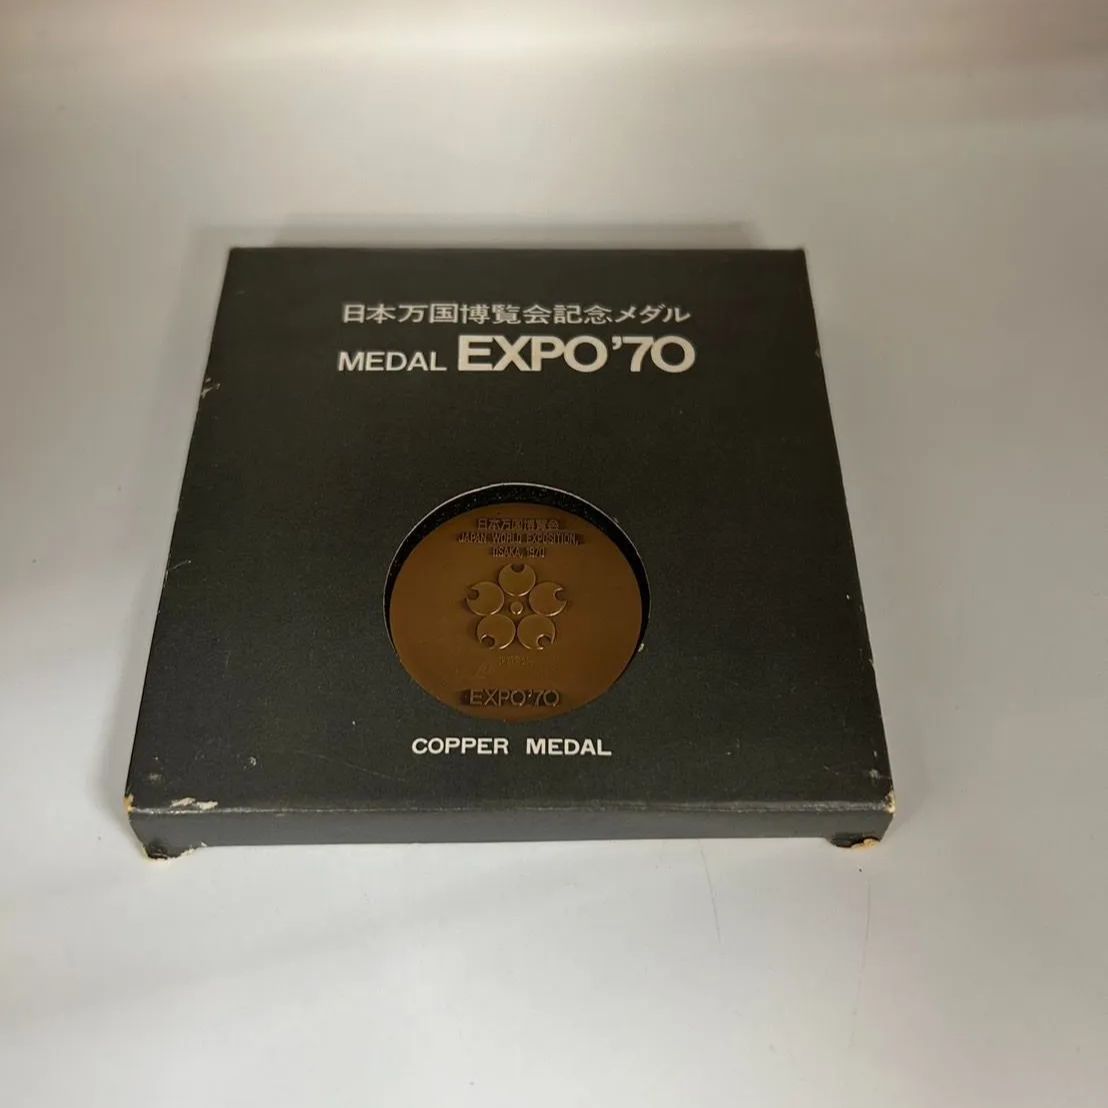 日本万国博覧会記念メダル
MEDAL EXPO'70
日本万国博覧会
JAPAN WORLD EXPOSITION,
OSAKA, 1970
EXPO'70
COPPER MEDAL